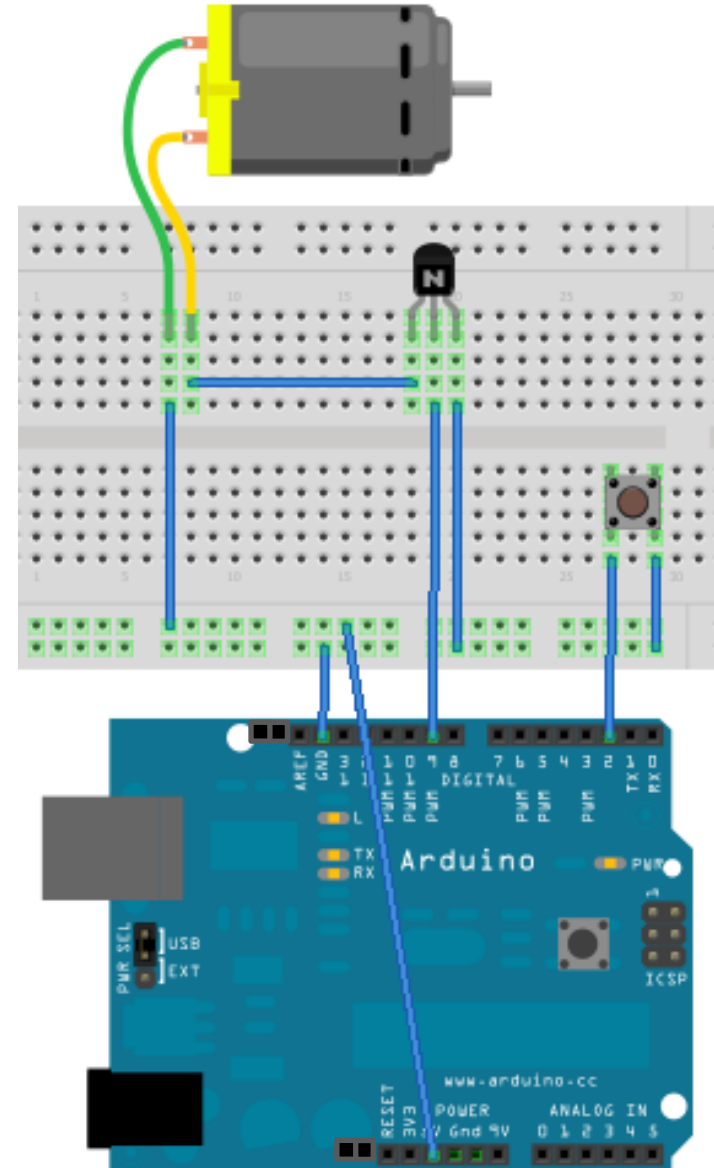 N
1 5 10 15 20 25 30
1 5 10 15 25 30
AREF
GND
13
12
PWM 11
PWM 10
PWM 9
8
7
PWM 6
PWM 5
4
PWM 3
2
TX 1
RX 0
DIGITAL
L
TX
RX
Arduino
PWR
1
PWR SEL
USB
EXT
ICSP
www.arduino.cc
RESET
3V3
POWER
5V Gnd 9V
ANALOG IN
0 1 2 3 4 5